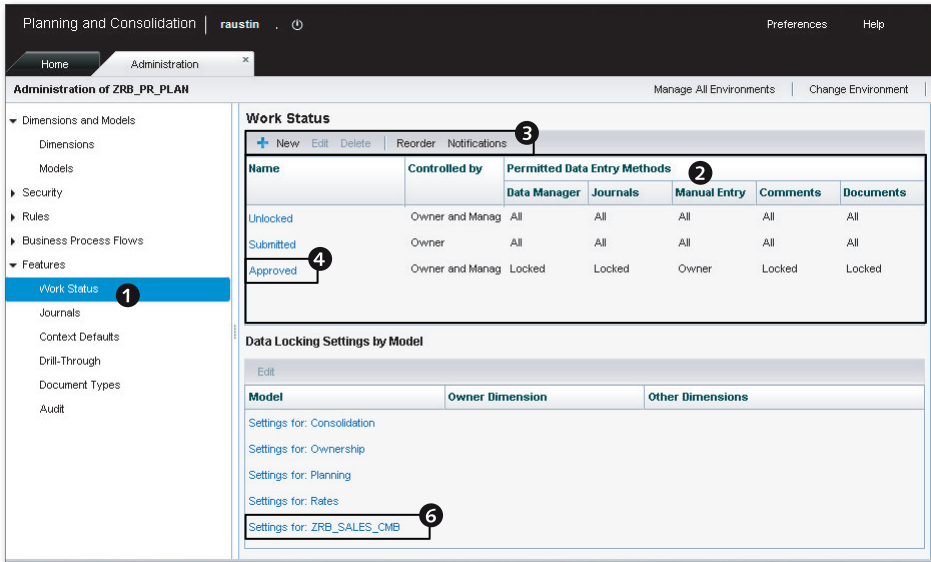 Planning and Consolidation | raustin .
Preferences Help
Home Administration ×
Administration of ZRB_PR_PLAN
Manage All Environments | Change Environment |
Dimensions and Models
Dimensions
Models
Security
Rules
Business Process Flows
Features
Work Status 1
Journals
Context Defaults
Drill-Through
Document Types
Audit
Work Status
New Edit Delete | Reorder Notifications 3
Name Controlled by Permitted Data Entry Methods 2
Data Manager Journals Manual Entry Comments Documents
Unlocked Owner and Manag All All All All All
Submitted Owner All All All All All
Approved 4 Owner and Manag Locked Locked Owner Locked Locked
Data Locking Settings by Model
Edit
Model Owner Dimension Other Dimensions
Settings for: Consolidation
Settings for: Ownership
Settings for: Planning
Settings for: Rates
Settings for: ZRB_SALES_CMB 6